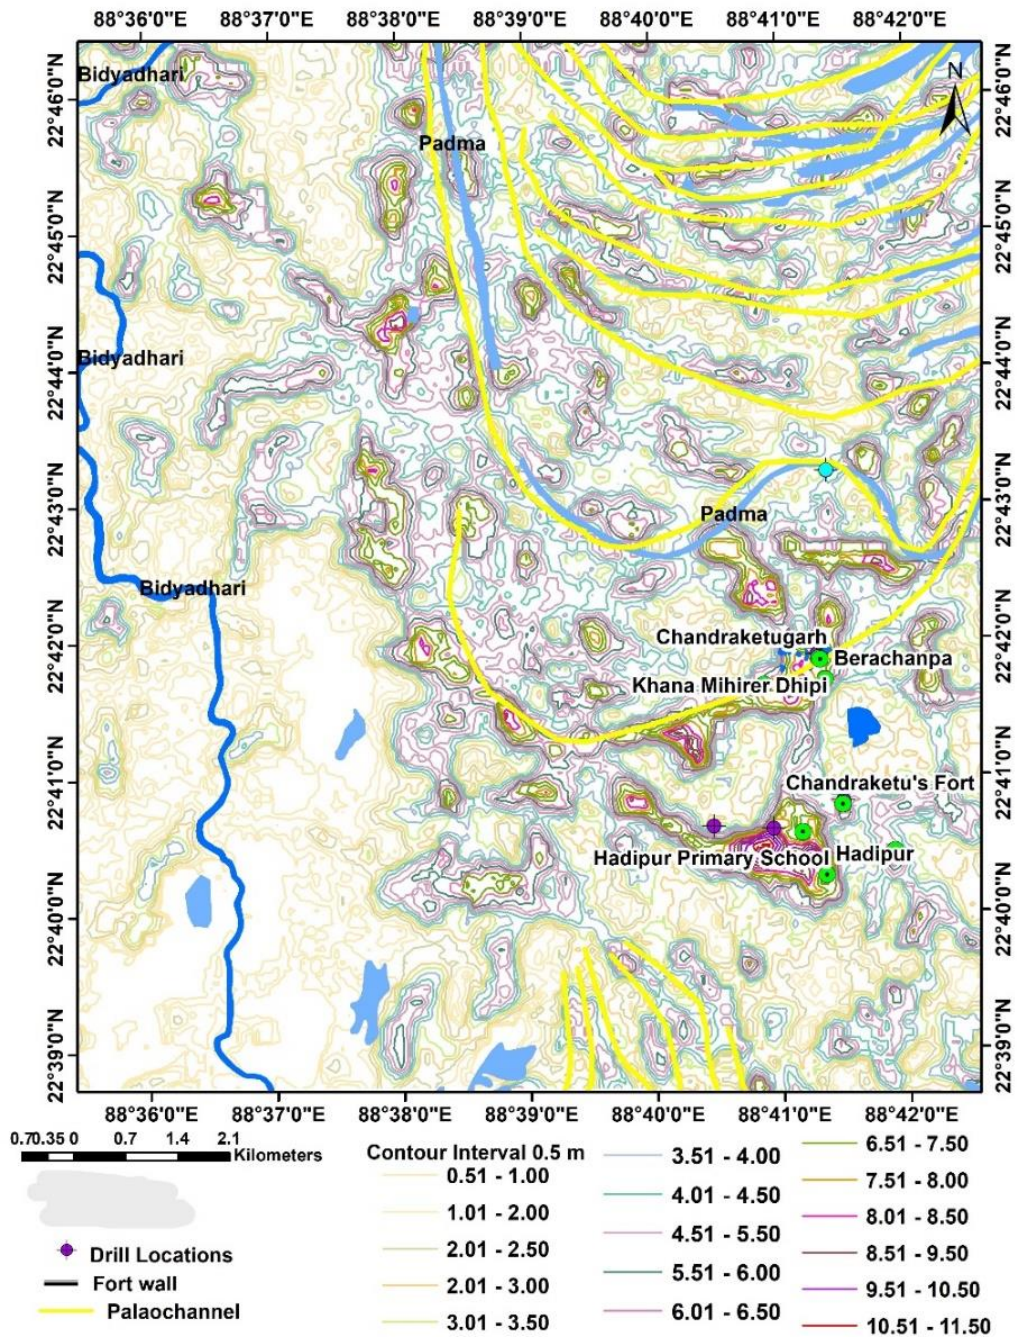 88°36'0"E 88°37'0"E 88°38'0"E 88°39'0"E 88°40'0"E 88°41'0"E 88°42'0"E
N
22°46'0"N
22°45'0"N
22°44'0"N
22°43'0"N
22°42'0"N
22°41'0"N
22°40'0"N
22°39'0"N
22°46'0"N
22°45'0"N
22°44'0"N
22°43'0"N
22°42'0"N
22°41'0"N
22°40'0"N
22°39'0"N
Bidyadhari
Padma
Bidyadhari
Padma
Bidyadhari
Chandraketugarh
Berachanpa
Khana Mihirer Dhipi
Chandraketu's Fort
Hadipur Primary School
Hadipur
88°36'0"E 88°37'0"E 88°38'0"E 88°39'0"E 88°40'0"E 88°41'0"E 88°42'0"E
0.70.35 0 0.7 1.4 2.1
Kilometers
Drill Locations
Fort wall
Palaochannel
Contour Interval 0.5 m
0.51 - 1.00
1.01 - 2.00
2.01 - 2.50
2.01 - 3.00
3.01 - 3.50
3.51 - 4.00
4.01 - 4.50
4.51 - 5.50
5.51 - 6.00
6.01 - 6.50
6.51 - 7.50
7.51 - 8.00
8.01 - 8.50
8.51 - 9.50
9.51 - 10.50
10.51 - 11.50